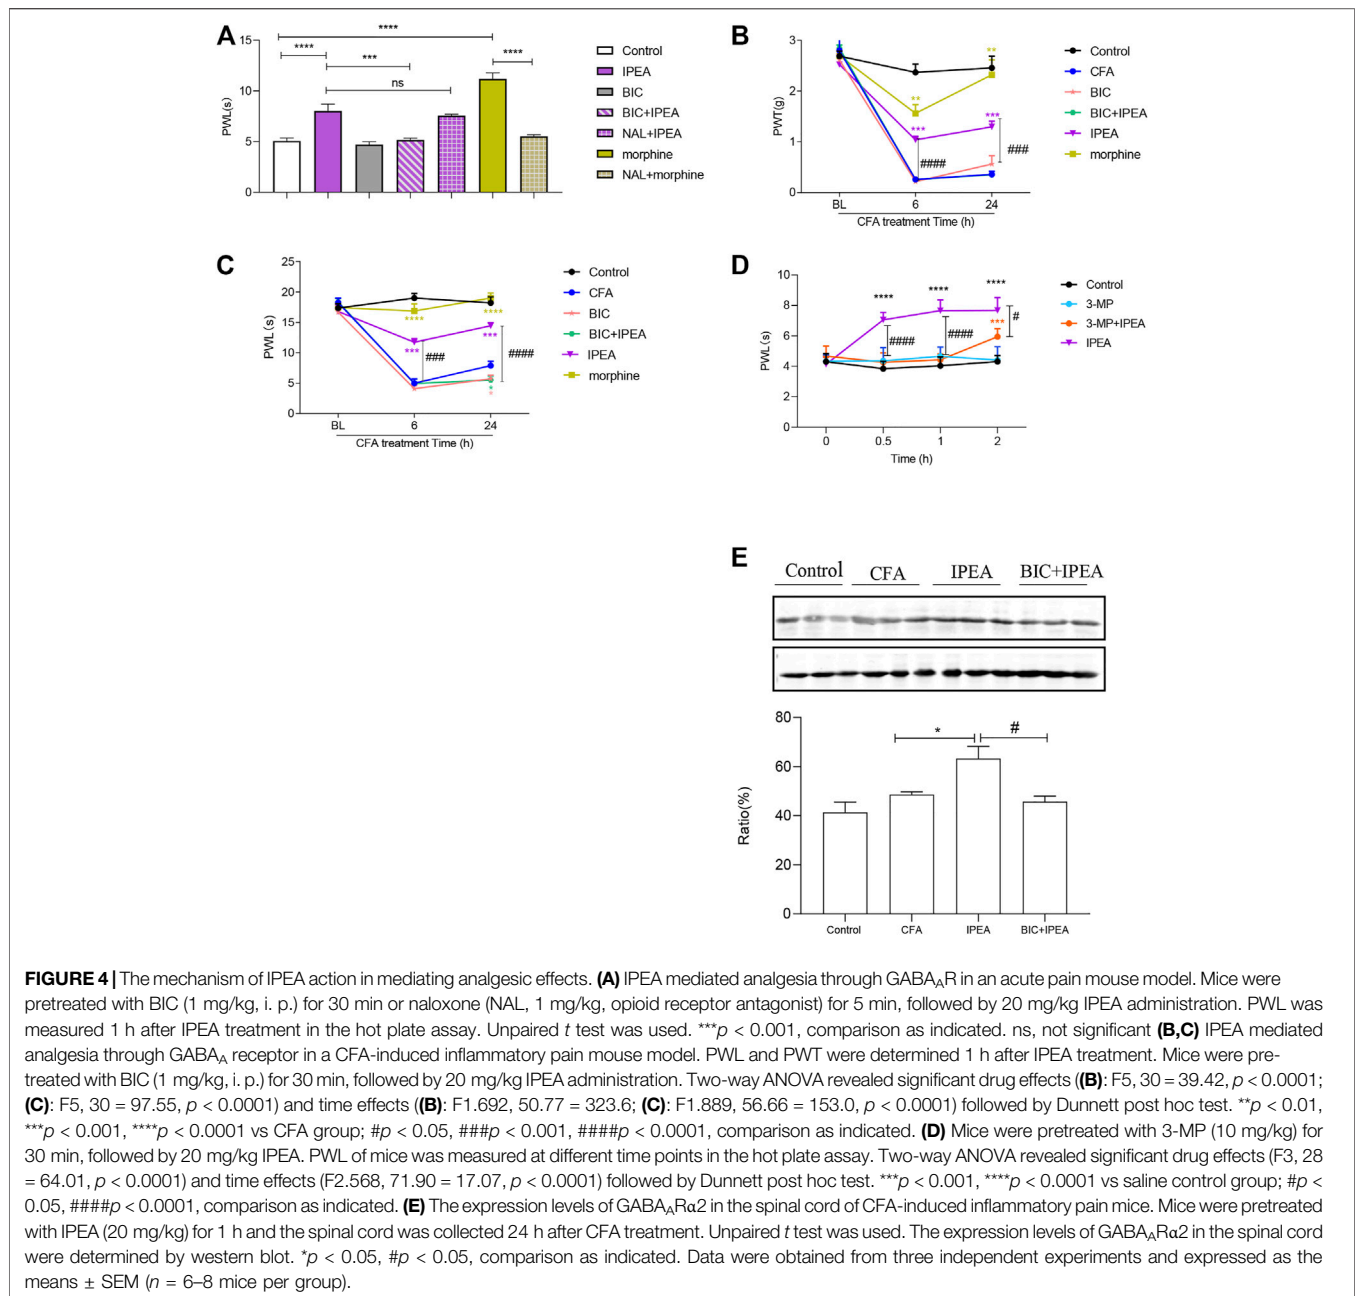 A
PWL(s)
15
10
5
0
****
****
***
ns
****
Control
IPEA
BIC
BIC+IPEA
NAL+IPEA
morphine
NAL+morphine
B
PWT(g)
3
2
1
0
**
***
####
**
***
###
BL
6
24
CFA treatment Time (h)
Control
CFA
BIC
BIC+IPEA
IPEA
morphine
C
PWL(s)
25
20
15
10
5
0
****
***
###
****
***
####
*
*
BL
6
24
CFA treatment Time (h)
Control
CFA
BIC
BIC+IPEA
IPEA
morphine
D
PWL(s)
10
8
6
4
2
0
****
####
****
####
****
***
#
0
0.5
1
2
Time (h)
Control
3-MP
3-MP+IPEA
IPEA
E
Control CFA IPEA BIC+IPEA
Ratio(%)
80
60
40
20
0
*
#
Control CFA IPEA BIC+IPEA
FIGURE 4 | The mechanism of IPEA action in mediating analgesic effects. (A) IPEA mediated analgesia through GABAAR in an acute pain mouse model. Mice were
pretreated with BIC (1 mg/kg, i. p.) for 30 min or naloxone (NAL, 1 mg/kg, opioid receptor antagonist) for 5 min, followed by 20 mg/kg IPEA administration. PWL was
measured 1 h after IPEA treatment in the hot plate assay. Unpaired t test was used. ***p < 0.001, comparison as indicated. ns, not significant (B,C) IPEA mediated
analgesia through GABAA receptor in a CFA-induced inflammatory pain mouse model. PWL and PWT were determined 1 h after IPEA treatment. Mice were pre-
treated with BIC (1 mg/kg, i. p.) for 30 min, followed by 20 mg/kg IPEA administration. Two-way ANOVA revealed significant drug effects ((B): F5, 30 = 39.42, p < 0.0001;
(C): F5, 30 = 97.55, p < 0.0001) and time effects ((B): F1.692, 50.77 = 323.6; (C): F1.889, 56.66 = 153.0, p < 0.0001) followed by Dunnett post hoc test. **p < 0.01,
***p < 0.001, ****p < 0.0001 vs CFA group; #p < 0.05, ###p < 0.001, ####p < 0.0001, comparison as indicated. (D) Mice were pretreated with 3-MP (10 mg/kg) for
30 min, followed by 20 mg/kg IPEA. PWL of mice was measured at different time points in the hot plate assay. Two-way ANOVA revealed significant drug effects (F3, 28
= 64.01, p < 0.0001) and time effects (F2.568, 71.90 = 17.07, p < 0.0001) followed by Dunnett post hoc test. ***p < 0.001, ****p < 0.0001 vs saline control group; #p <
0.05, ####p < 0.0001, comparison as indicated. (E) The expression levels of GABAARα2 in the spinal cord of CFA-induced inflammatory pain mice. Mice were pretreated
with IPEA (20 mg/kg) for 1 h and the spinal cord was collected 24 h after CFA treatment. Unpaired t test was used. The expression levels of GABAARα2 in the spinal cord
were determined by western blot. *p < 0.05, #p < 0.05, comparison as indicated. Data were obtained from three independent experiments and expressed as the
means ± SEM (n = 6–8 mice per group).